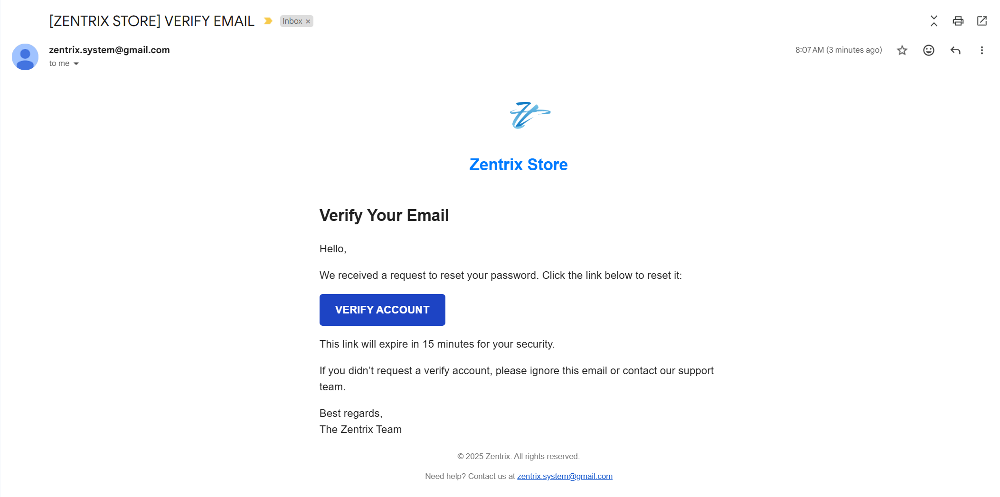 [ZENTRIX STORE] VERIFY EMAIL
Inbox ×
zentrix.system@gmail.com
8:07 AM (3 minutes ago)
to me
Zentrix Store
Verify Your Email
Hello,
We received a request to reset your password. Click the link below to reset it:
VERIFY ACCOUNT
This link will expire in 15 minutes for your security.
If you didn’t request a verify account, please ignore this email or contact our support
team.
Best regards,
The Zentrix Team
© 2025 Zentrix. All rights reserved.
Need help? Contact us at zentrix.system@gmail.com